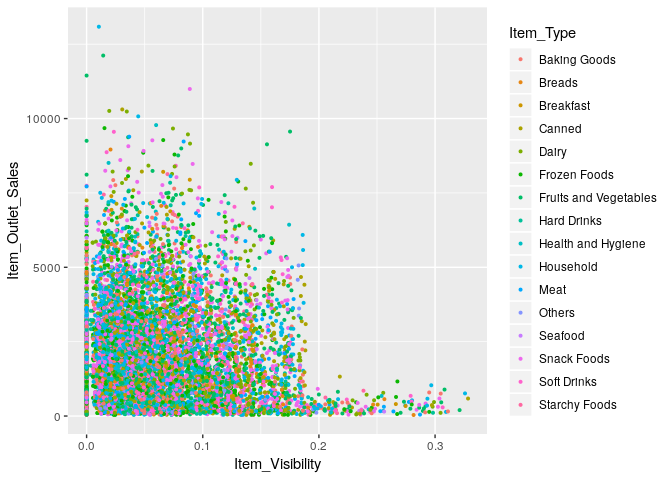 Item_Outlet_Sales
10000
5000
0
0.0 0.1 0.2 0.3
Item_Visibility
Item_Type
Baking Goods
Breads
Breakfast
Canned
Dairy
Frozen Foods
Fruits and Vegetables
Hard Drinks
Health and Hygiene
Household
Meat
Others
Seafood
Snack Foods
Soft Drinks
Starchy Foods